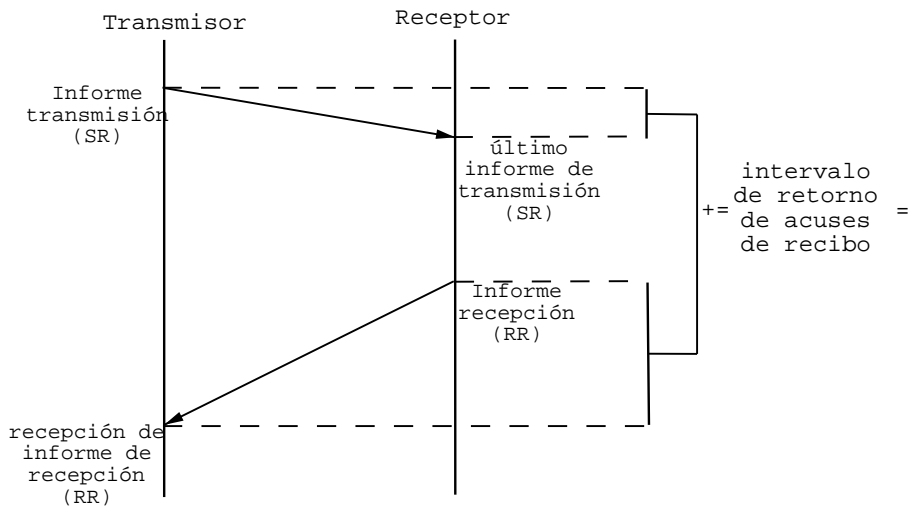 Transmisor
Receptor
Informe
transmisión
(SR)
último
informe de
transmisión
(SR)
+=
intervalo
de retorno
de acuses
de recibo
=
Informe
recepción
(RR)
recepción de
informe de
recepción
(RR)